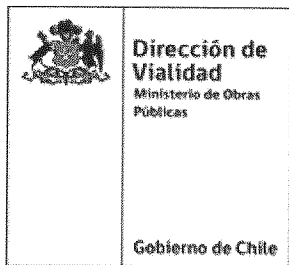 Dirección de
Vialidad
Ministerio de Obras
Públicas
Gobierno de Chile